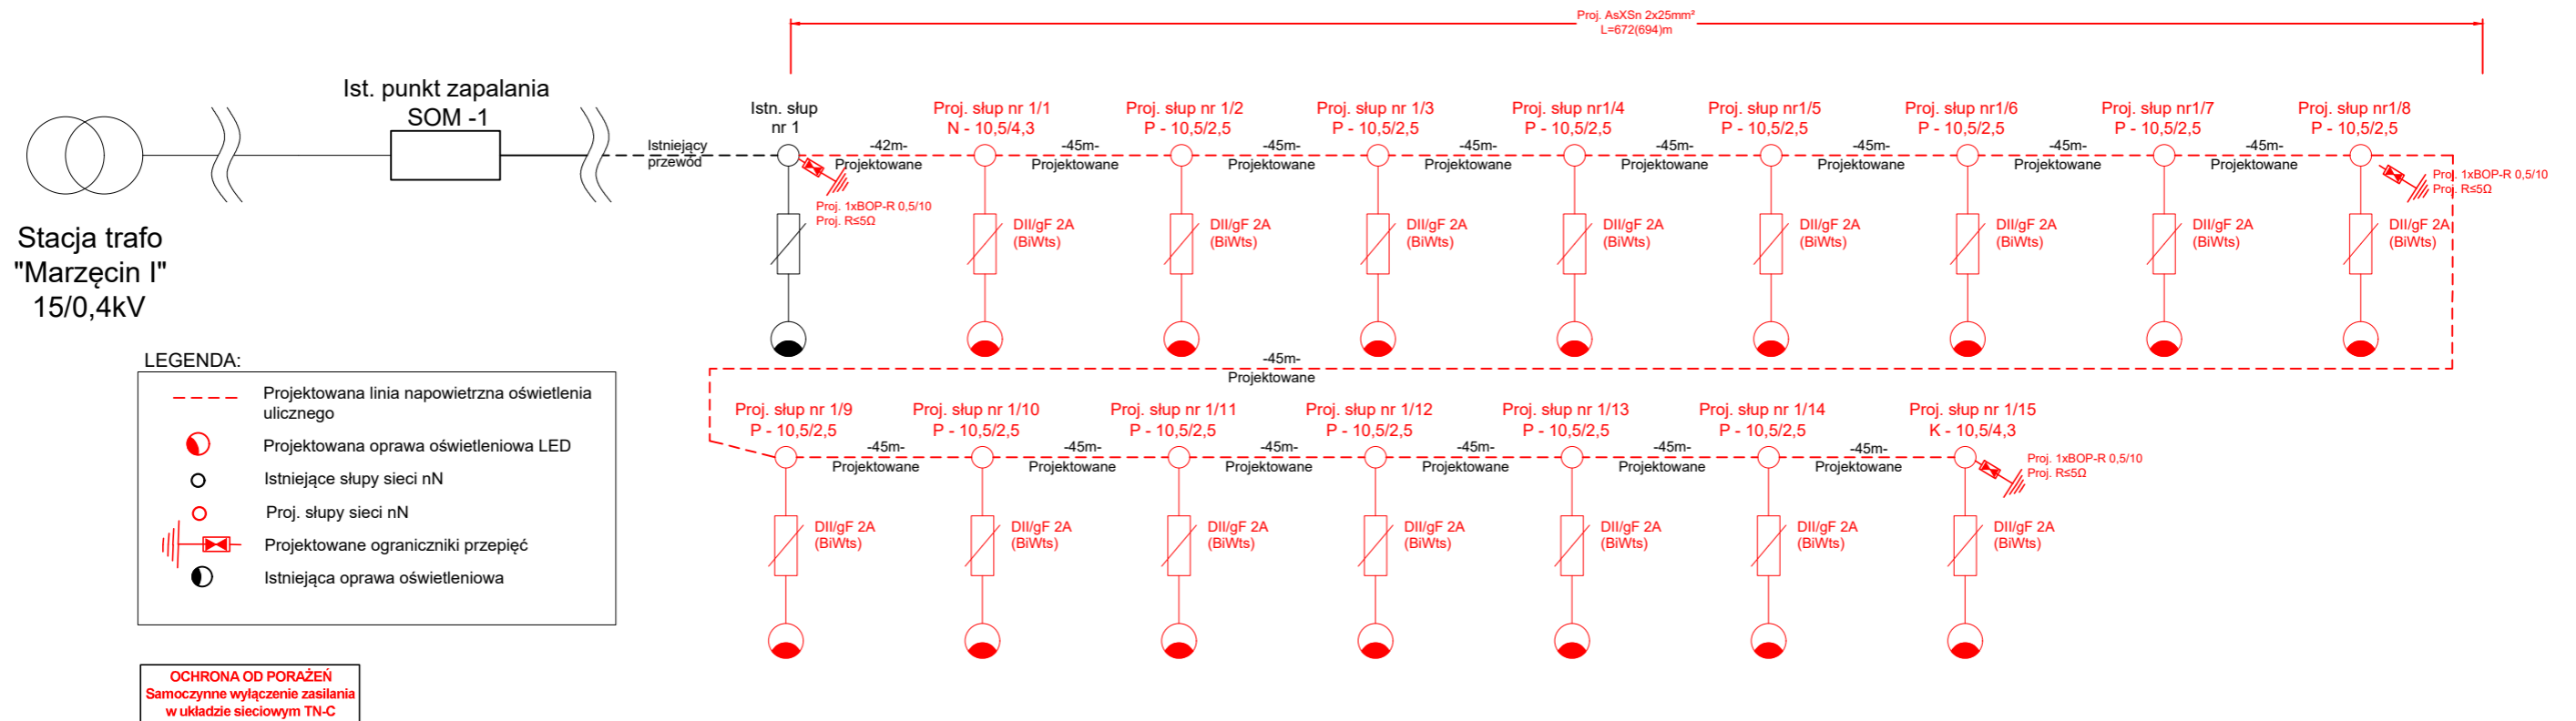 Proj. AsXSn 2x25mm²
L=672(694)m
Stacja trafo
"Marzęcin I"
15/0,4kV
Ist. punkt zapalania
SOM -1
Istniejący
przewód
Istn. słup
nr 1
Proj. 1xBOP-R 0,5/10
Proj. R≤5Ω
-42m-
Projektowane
Proj. słup nr 1/1
N - 10,5/4,3
DII/gF 2A
(BiWts)
-45m-
Projektowane
Proj. słup nr 1/2
P - 10,5/2,5
DII/gF 2A
(BiWts)
-45m-
Projektowane
Proj. słup nr 1/3
P - 10,5/2,5
DII/gF 2A
(BiWts)
-45m-
Projektowane
Proj. słup nr1/4
P - 10,5/2,5
DII/gF 2A
(BiWts)
-45m-
Projektowane
Proj. słup nr1/5
P - 10,5/2,5
DII/gF 2A
(BiWts)
-45m-
Projektowane
Proj. słup nr1/6
P - 10,5/2,5
DII/gF 2A
(BiWts)
-45m-
Projektowane
Proj. słup nr1/7
P - 10,5/2,5
DII/gF 2A
(BiWts)
-45m-
Projektowane
Proj. słup nr1/8
P - 10,5/2,5
Proj. 1xBOP-R 0,5/10
Proj. R≤5Ω
DII/gF 2A
(BiWts)
-45m-
Projektowane
Proj. słup nr 1/9
P - 10,5/2,5
DII/gF 2A
(BiWts)
-45m-
Projektowane
Proj. słup nr 1/10
P - 10,5/2,5
DII/gF 2A
(BiWts)
-45m-
Projektowane
Proj. słup nr 1/11
P - 10,5/2,5
DII/gF 2A
(BiWts)
-45m-
Projektowane
Proj. słup nr 1/12
P - 10,5/2,5
DII/gF 2A
(BiWts)
-45m-
Projektowane
Proj. słup nr 1/13
P - 10,5/2,5
DII/gF 2A
(BiWts)
-45m-
Projektowane
Proj. słup nr 1/14
P - 10,5/2,5
DII/gF 2A
(BiWts)
-45m-
Projektowane
Proj. słup nr 1/15
K - 10,5/4,3
Proj. 1xBOP-R 0,5/10
Proj. R≤5Ω
DII/gF 2A
(BiWts)
LEGENDA:
Projektowana linia napowietrzna oświetlenia
ulicznego
Projektowana oprawa oświetleniowa LED
Istniejące słupy sieci nN
Proj. słupy sieci nN
Projektowane ograniczniki przepięć
Istniejąca oprawa oświetleniowa
OCHRONA OD PORAŻEŃ
Samoczynne wyłączenie zasilania
w układzie sieciowym TN-C